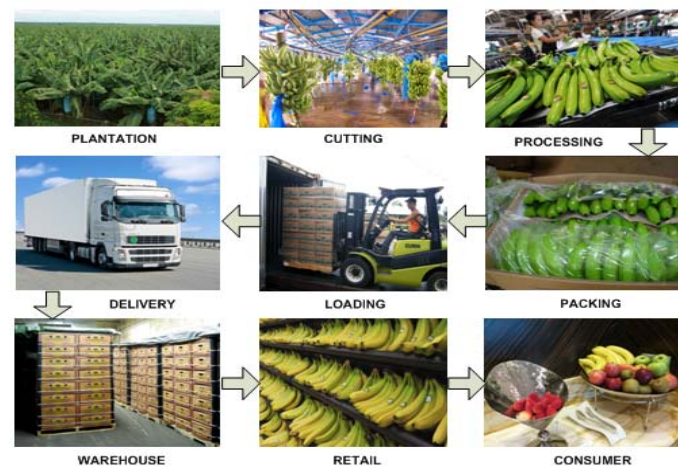 PLANTATION
CUTTING
PROCESSING
PACKING
LOADING
DELIVERY
WAREHOUSE
RETAIL
CONSUMER